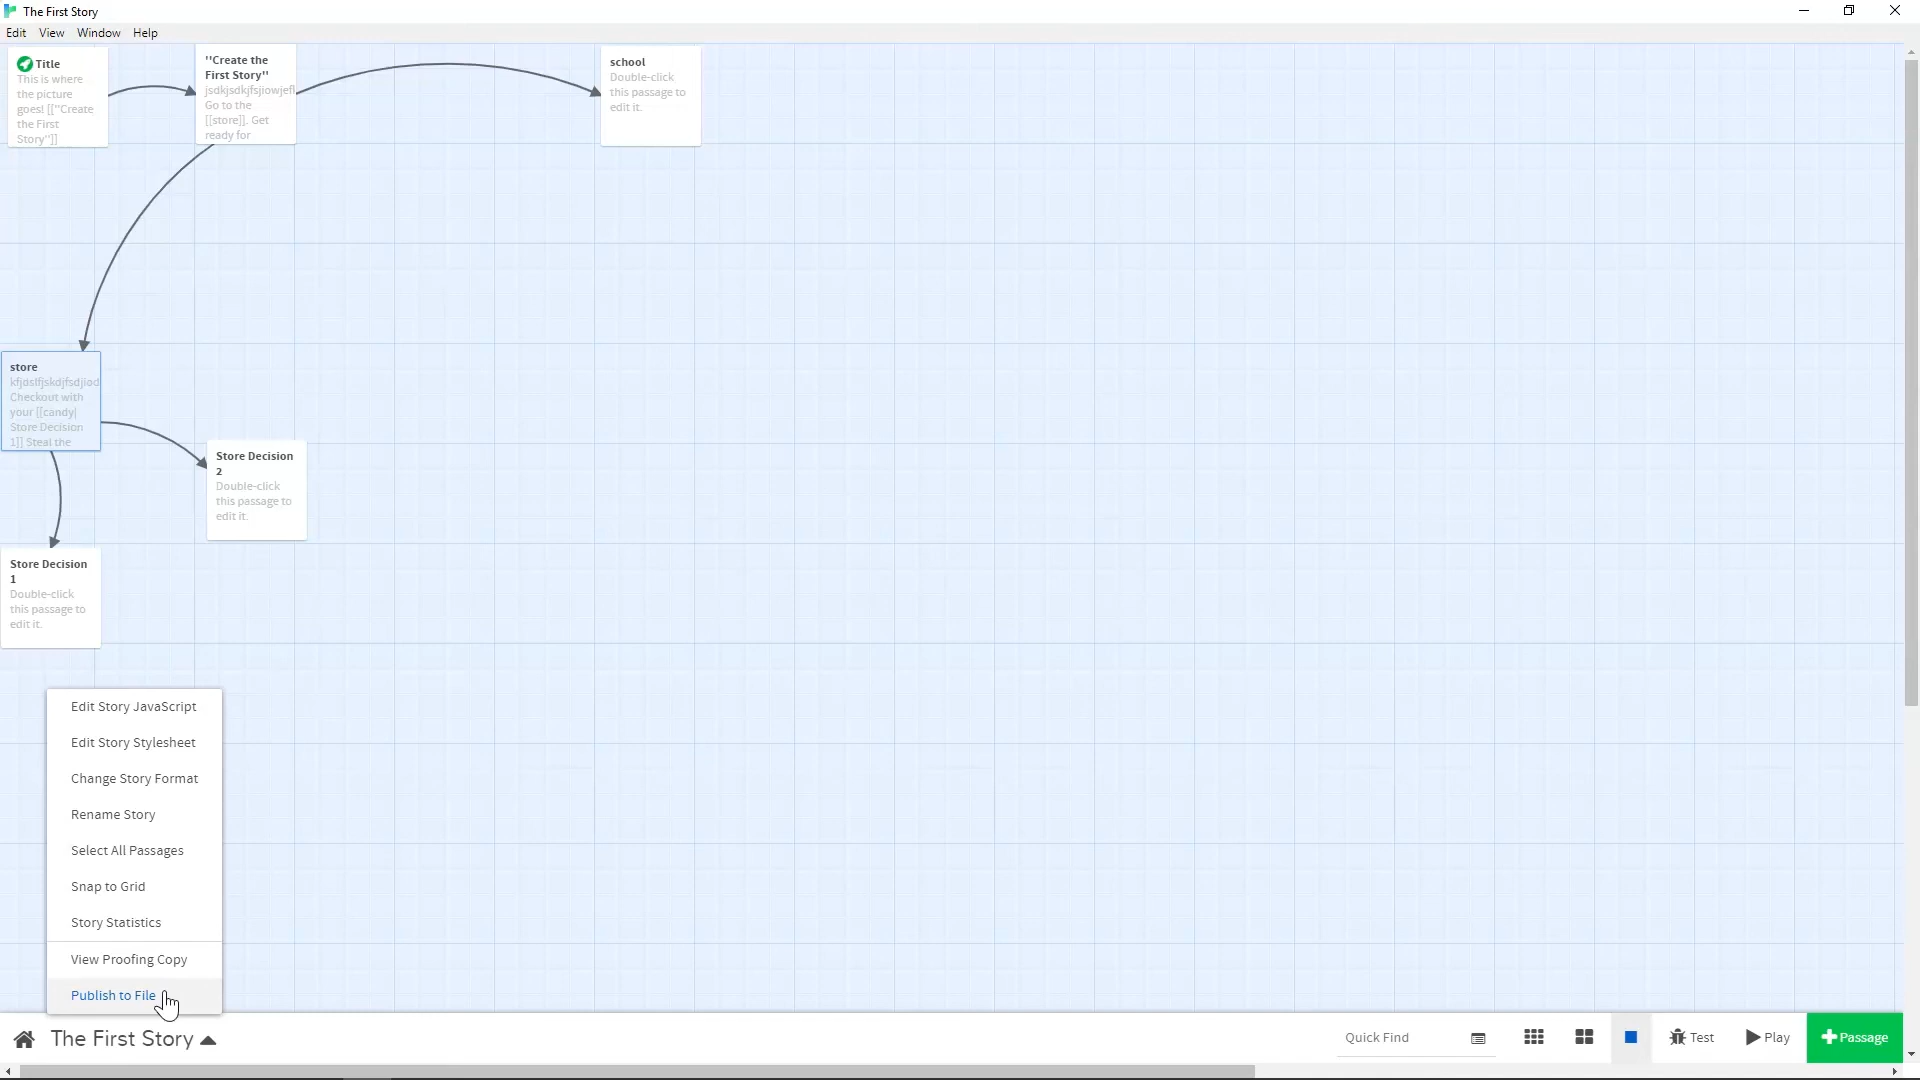 The First Story
Edit View Window Help
Title
This is where
the picture
goes! [[''Create
the First
Story'']]
''Create the
First Story''
jsdkjsdkjfsjiowjefl
Go to the
[[store]]. Get
ready for
school
Double-click
this passage to
edit it.
store
kfjdslfjskdjfsdjiod
Checkout with
your [[candy|
Store Decision
1]] Steal the
Store Decision
2
Double-click
this passage to
edit it.
Store Decision
1
Double-click
this passage to
edit it.
Edit Story JavaScript
Edit Story Stylesheet
Change Story Format
Rename Story
Select All Passages
Snap to Grid
Story Statistics
View Proofing Copy
Publish to File
The First Story
Quick Find
Test
Play
+Passage